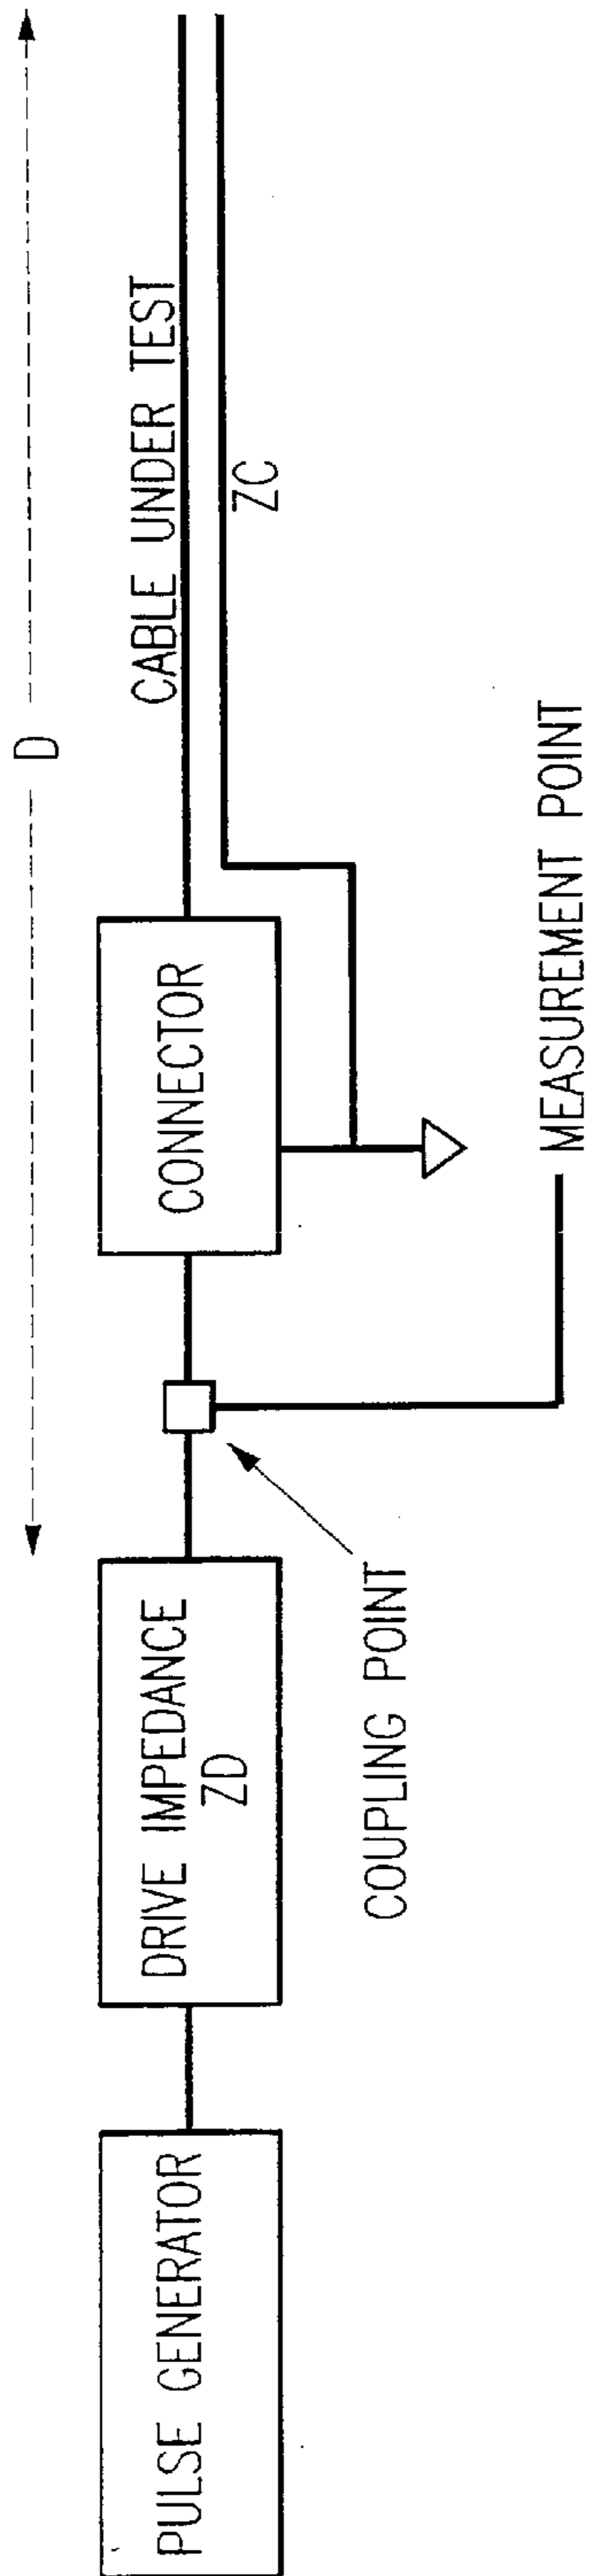 D
CABLE UNDER TEST
ZC
CONNECTOR
MEASUREMENT POINT
DRIVE IMPEDANCE
ZD
COUPLING POINT
PULSE GENERATOR